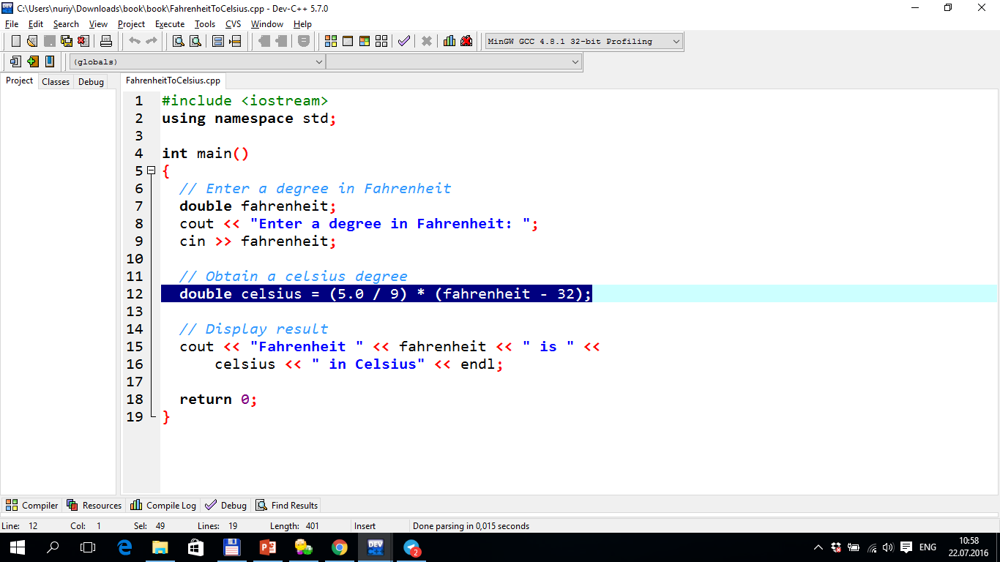 C:\Users\nuriy\Downloads\book\book\FahrenheitToCelsius.cpp - Dev-C++ 5.7.0
File Edit Search View Project Execute Tools CVS Window Help
MinGW GCC 4.8.1 32-bit Profiling
(globals)
Project Classes Debug FahrenheitToCelsius.cpp
1 #include <iostream>
2 using namespace std;
3
4 int main()
5 {
6 // Enter a degree in Fahrenheit
7 double fahrenheit;
8 cout << "Enter a degree in Fahrenheit: ";
9 cin >> fahrenheit;
10
11 // Obtain a celsius degree
12 double celsius = (5.0 / 9) * (fahrenheit - 32);
13
14 // Display result
15 cout << "Fahrenheit " << fahrenheit << " is " <<
16 celsius << " in Celsius" << endl;
17
18 return 0;
19 }
Compiler Resources Compile Log Debug Find Results
Line: 12 Col: 1 Sel: 49 Lines: 19 Length: 401 Insert Done parsing in 0,015 seconds
DEV 2 ENG 10:58
22.07.2016